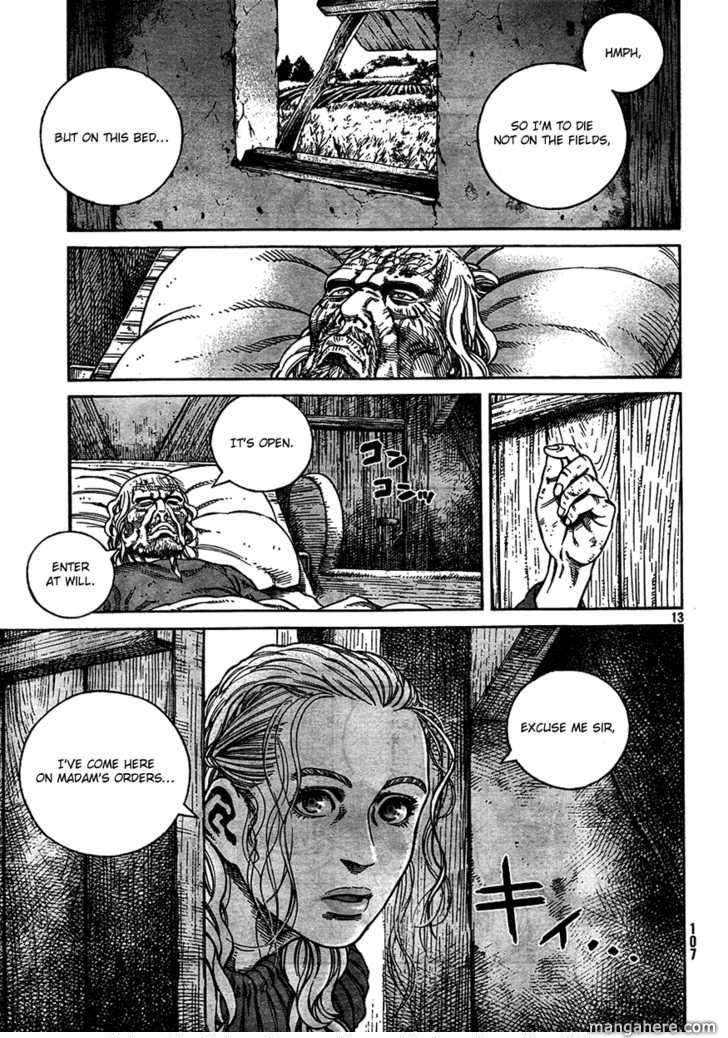 HMPH,
SO I'M TO DIE
NOT ON THE FIELDS,
BUT ON THIS BED...
コン
コンッ
IT'S OPEN.
ENTER
AT WILL.
13
EXCUSE ME SIR,
I'VE COME HERE
ON MADAM'S ORDERS...
キィ...
107
mangahere.com